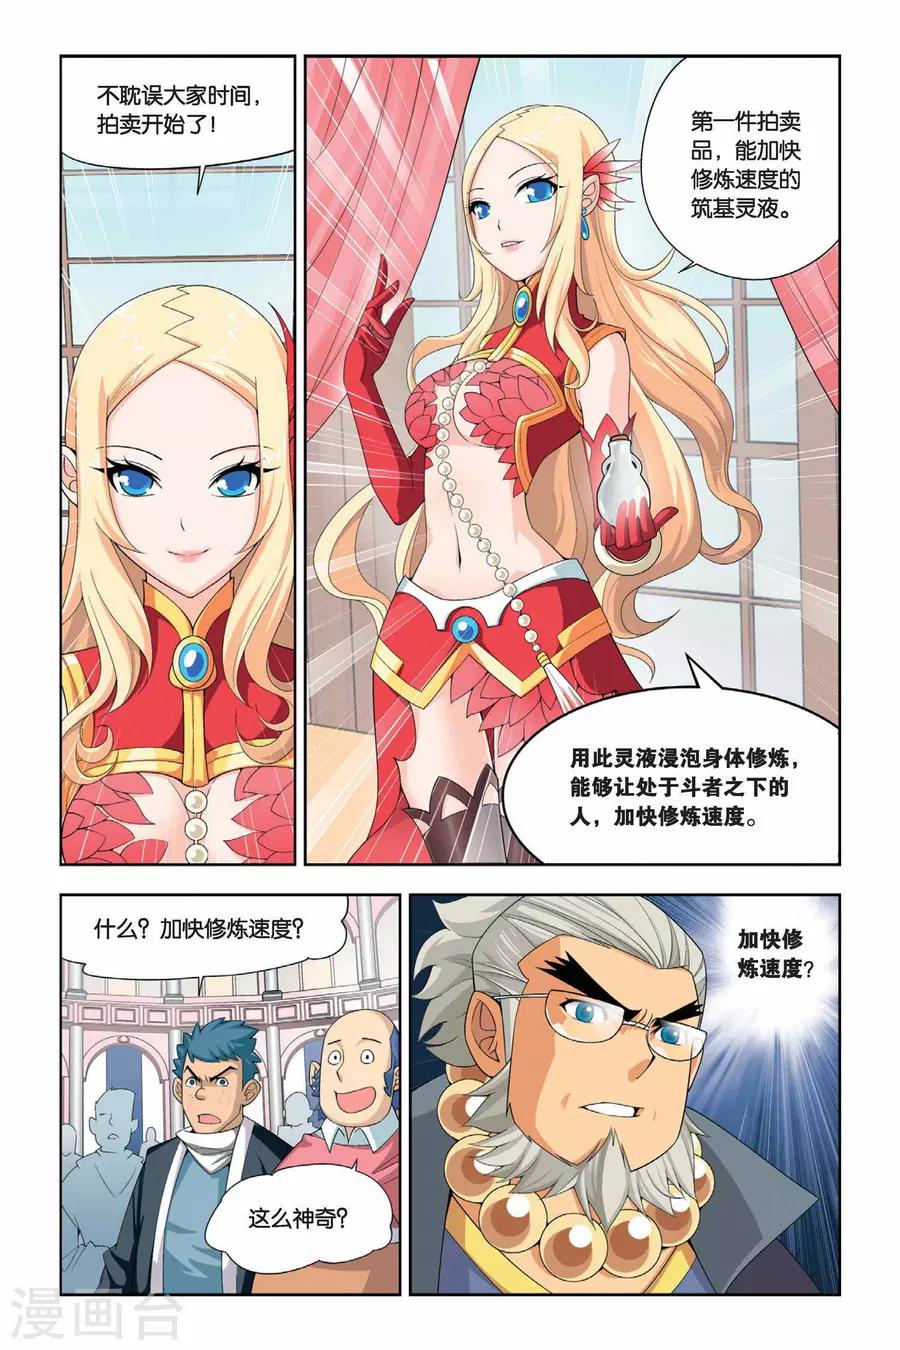 不耽误大家时间，
拍卖开始了！
第一件拍卖
品，能加快
修炼速度的
筑基灵液。
用此灵液浸泡身体修炼，
能够让处于斗者之下的
人，加快修炼速度。
什么？加快修炼速度？
这么神奇？
加快修
炼速度？
漫画台